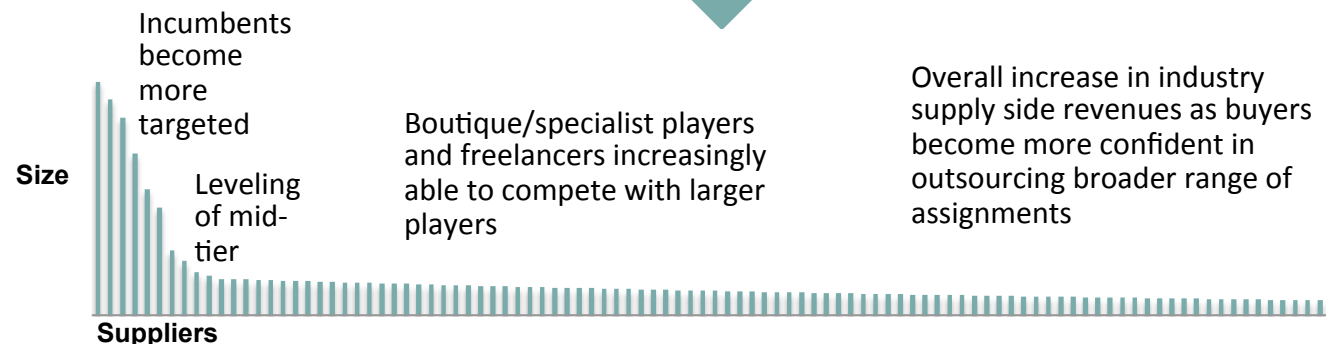 Incumbents
become
more
targeted
Size
Leveling
of mid-
tier
Boutique/specialist players
and freelancers increasingly
able to compete with larger
players
Overall increase in industry
supply side revenues as buyers
become more confident in
outsourcing broader range of
assignments
Suppliers